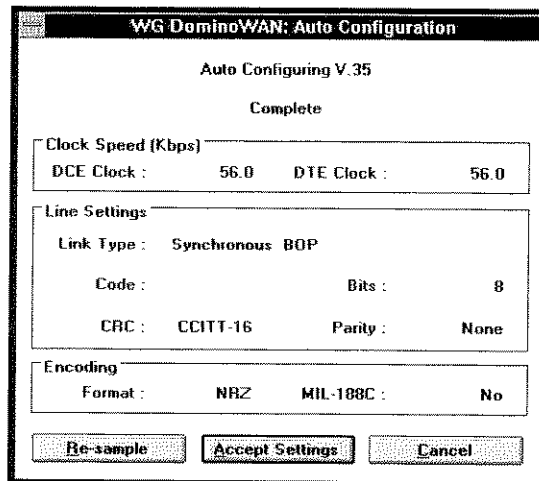 WG DominoWAN: Auto Configuration
Auto Configuring V.35
Complete
Clock Speed (Kbps)
DCE Clock : 56.0 DTE Clock : 56.0
Line Settings
Link Type : Synchronous BOP
Code : Bits : 8
CRC : CCITT-16 Parity : None
Encoding
Format : NRZ MIL-188C : No
Re-sample Accept Settings Cancel